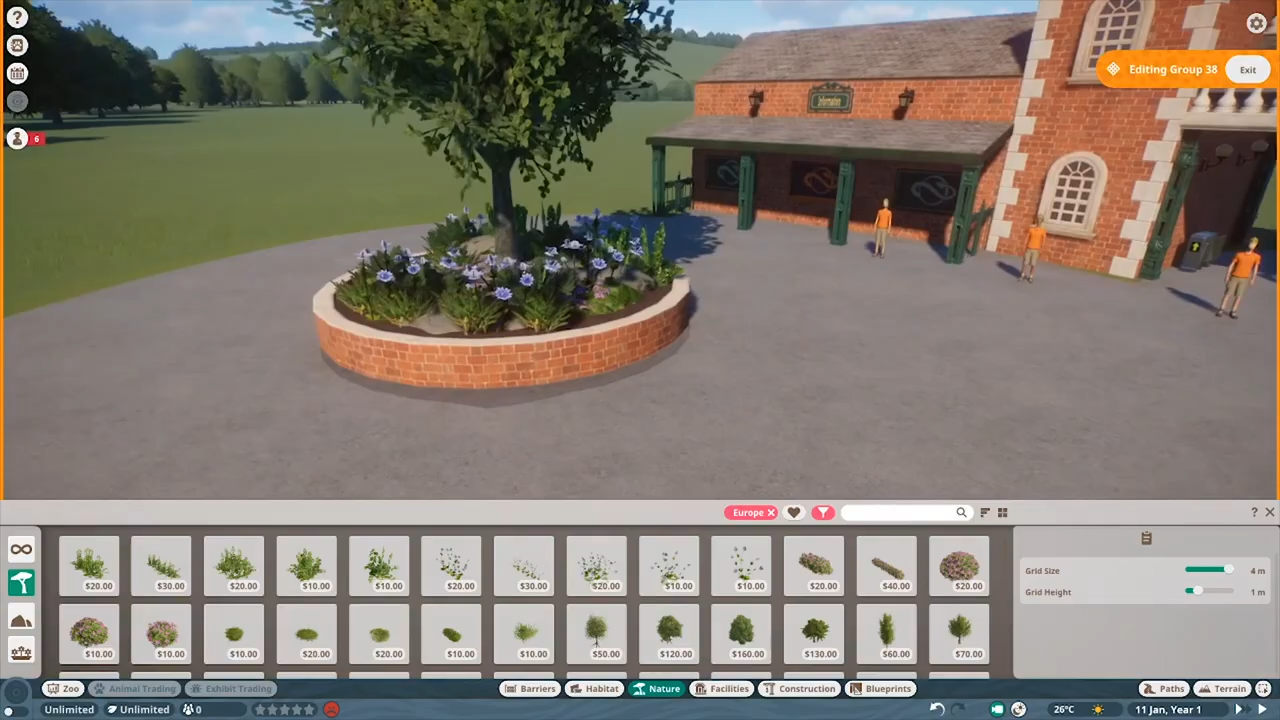 ?
Editing Group 38
Exit
Information
6
Europe ×
? ×
$20.00 $30.00 $20.00 $10.00 $10.00 $20.00 $30.00 $20.00 $10.00 $10.00 $20.00 $40.00 $20.00
Grid Size 4 m
Grid Height 1 m
$10.00 $10.00 $10.00 $20.00 $20.00 $10.00 $10.00 $50.00 $120.00 $160.00 $130.00 $60.00 $70.00
Zoo Animal Trading Exhibit Trading Barriers Habitat Nature Facilities Construction Blueprints Paths Terrain
Unlimited Unlimited 0 26°C 11 Jan, Year 1